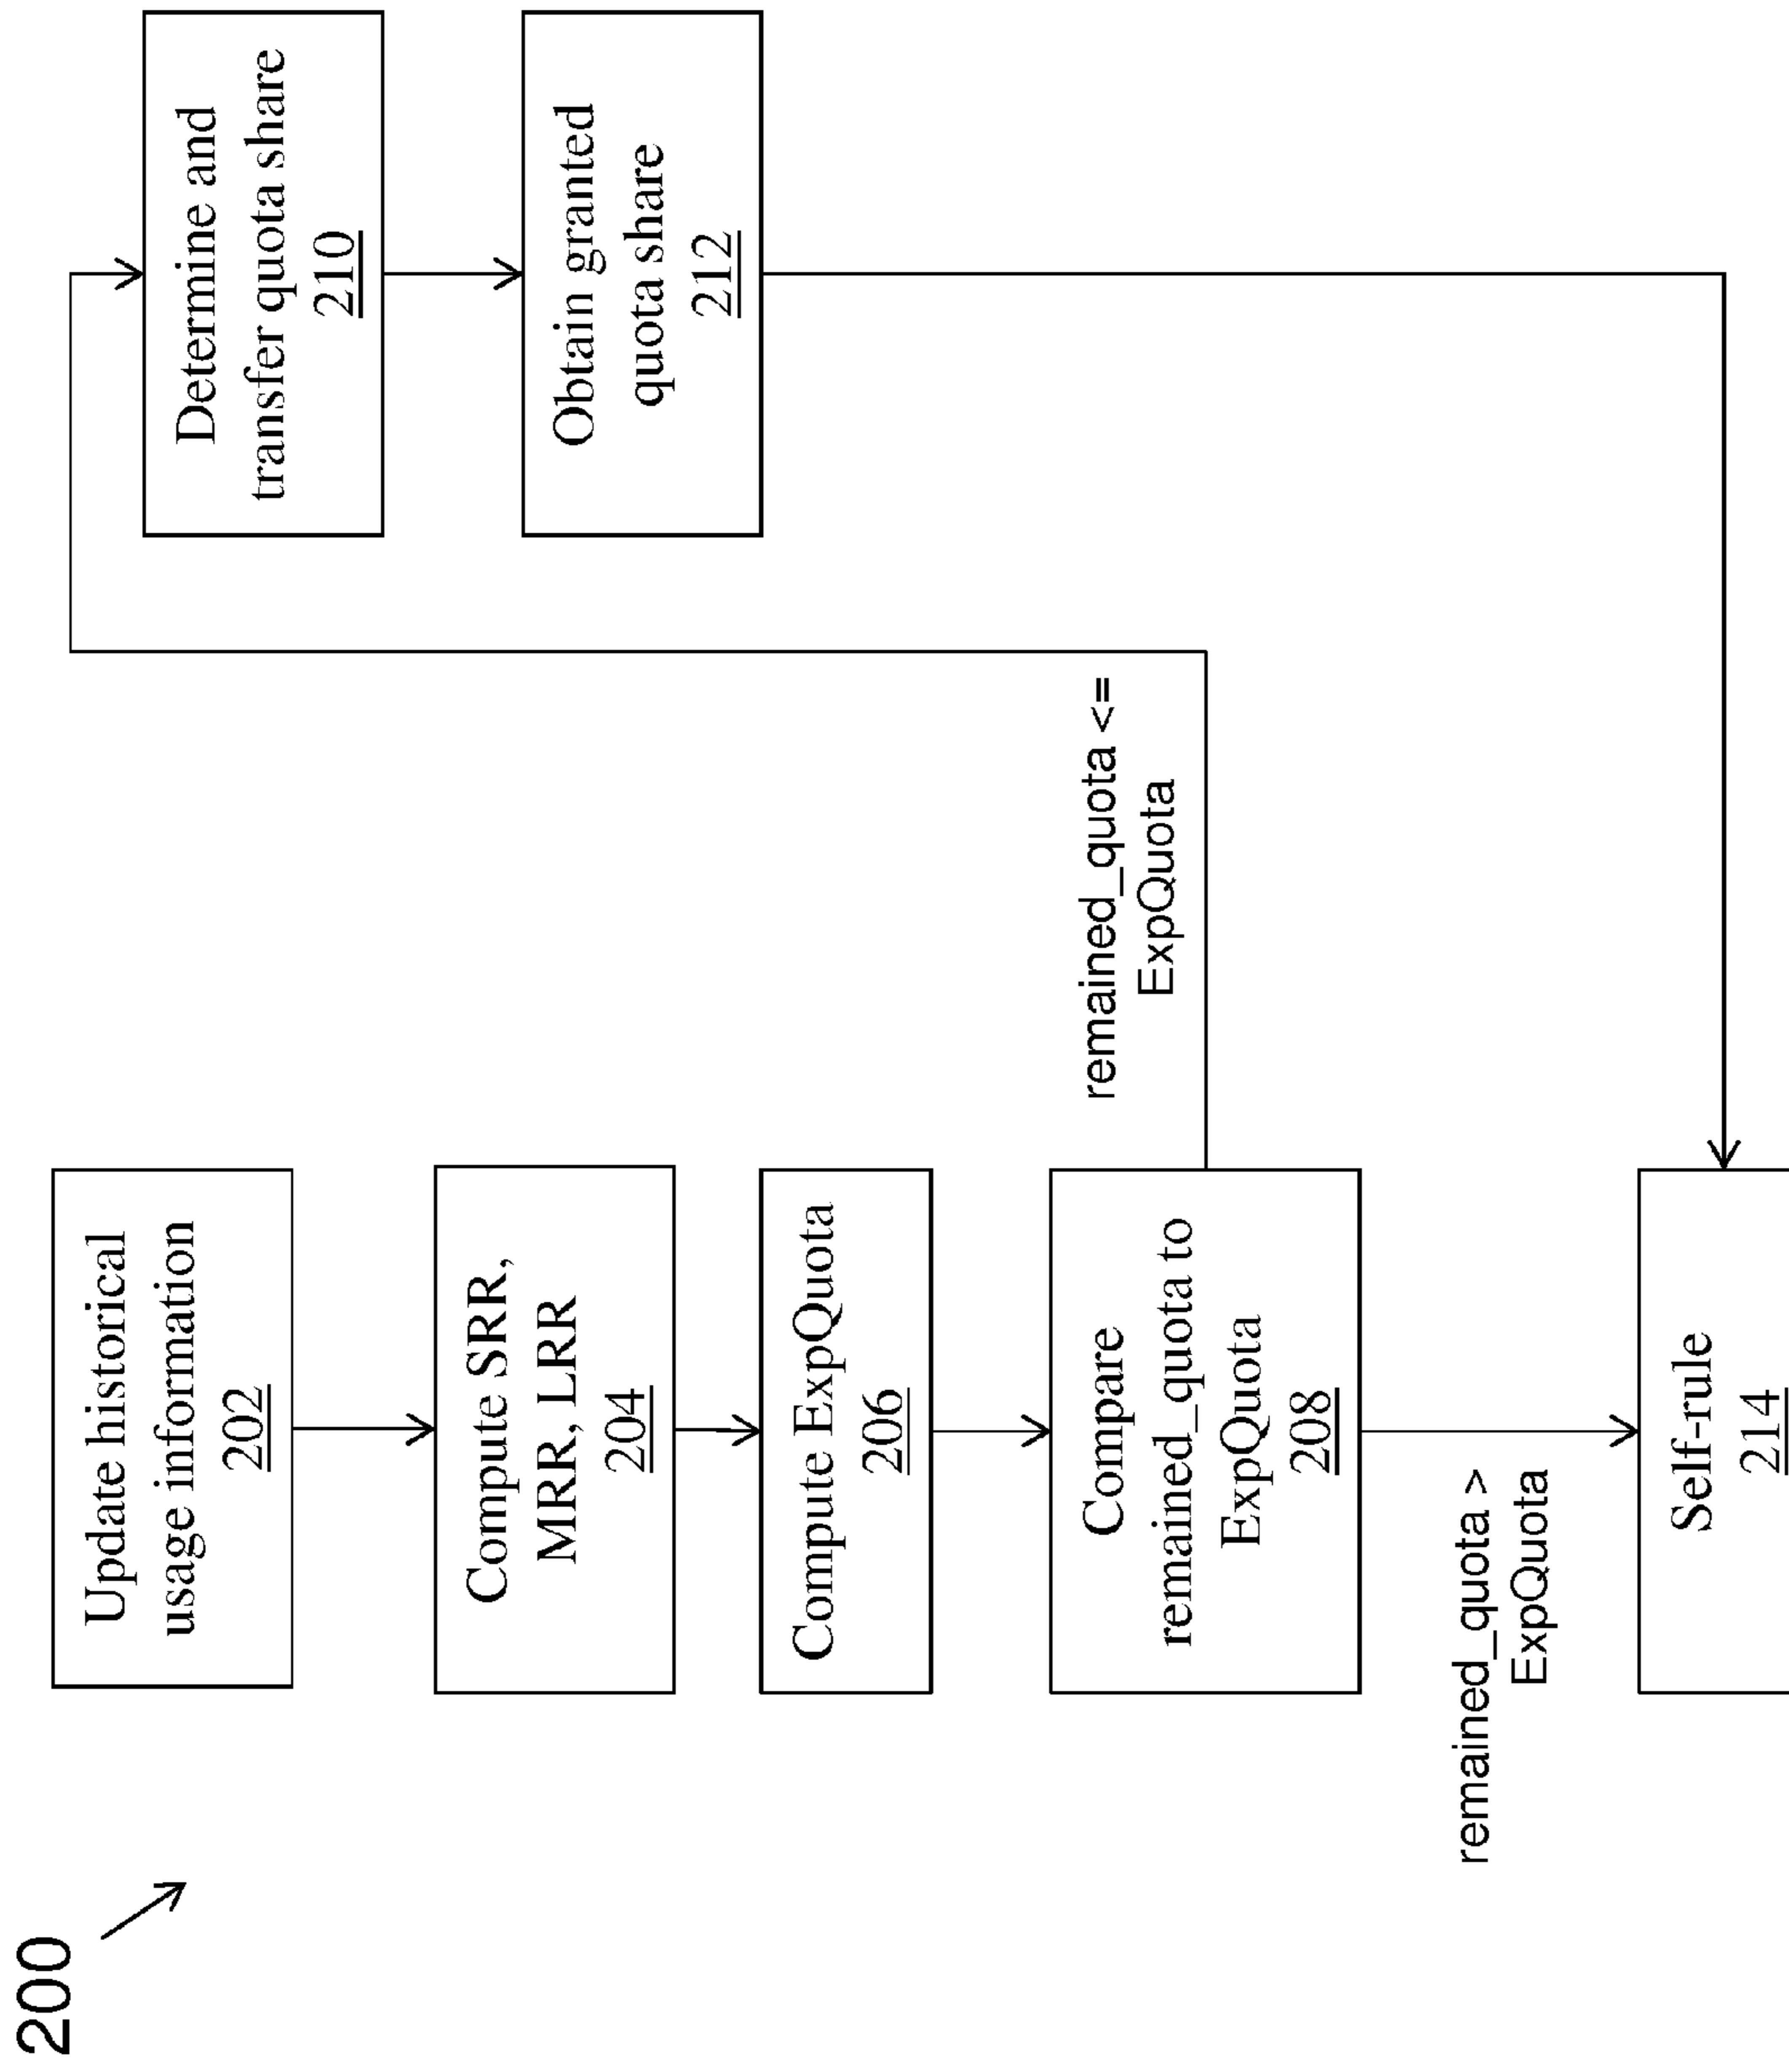 200
Update historical
usage information
202
Compute SRR,
MRR, LRR
204
Compute ExpQuota
206
Compare
remained_quota to
ExpQuota
208
remained_quota <=
ExpQuota
Determine and
transfer quota share
210
Obtain granted
quota share
212
remained_quota >
ExpQuota
Self-rule
214